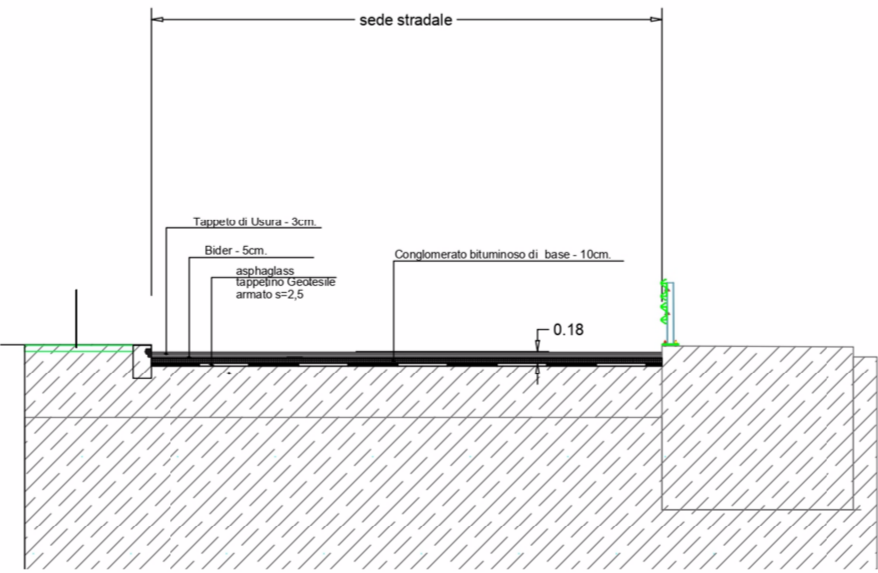 sede stradale
Tappeto di Usura - 3cm.
Bider - 5cm.
Conglomerato bituminoso di base - 10cm.
asphaglass
tappetino Geotesile
armato s=2,5
0.18